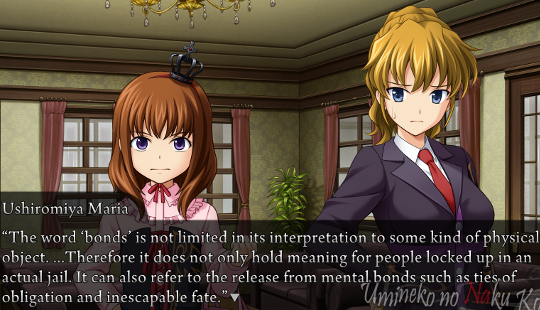 Ushiromiya Maria
“The word ‘bonds’ is not limited in its interpretation to some kind of physical
object. ...Therefore it does not only hold meaning for people locked up in an
actual jail. It can also refer to the release from mental bonds such as ties of
obligation and inescapable fate.”
Umineko no Naku